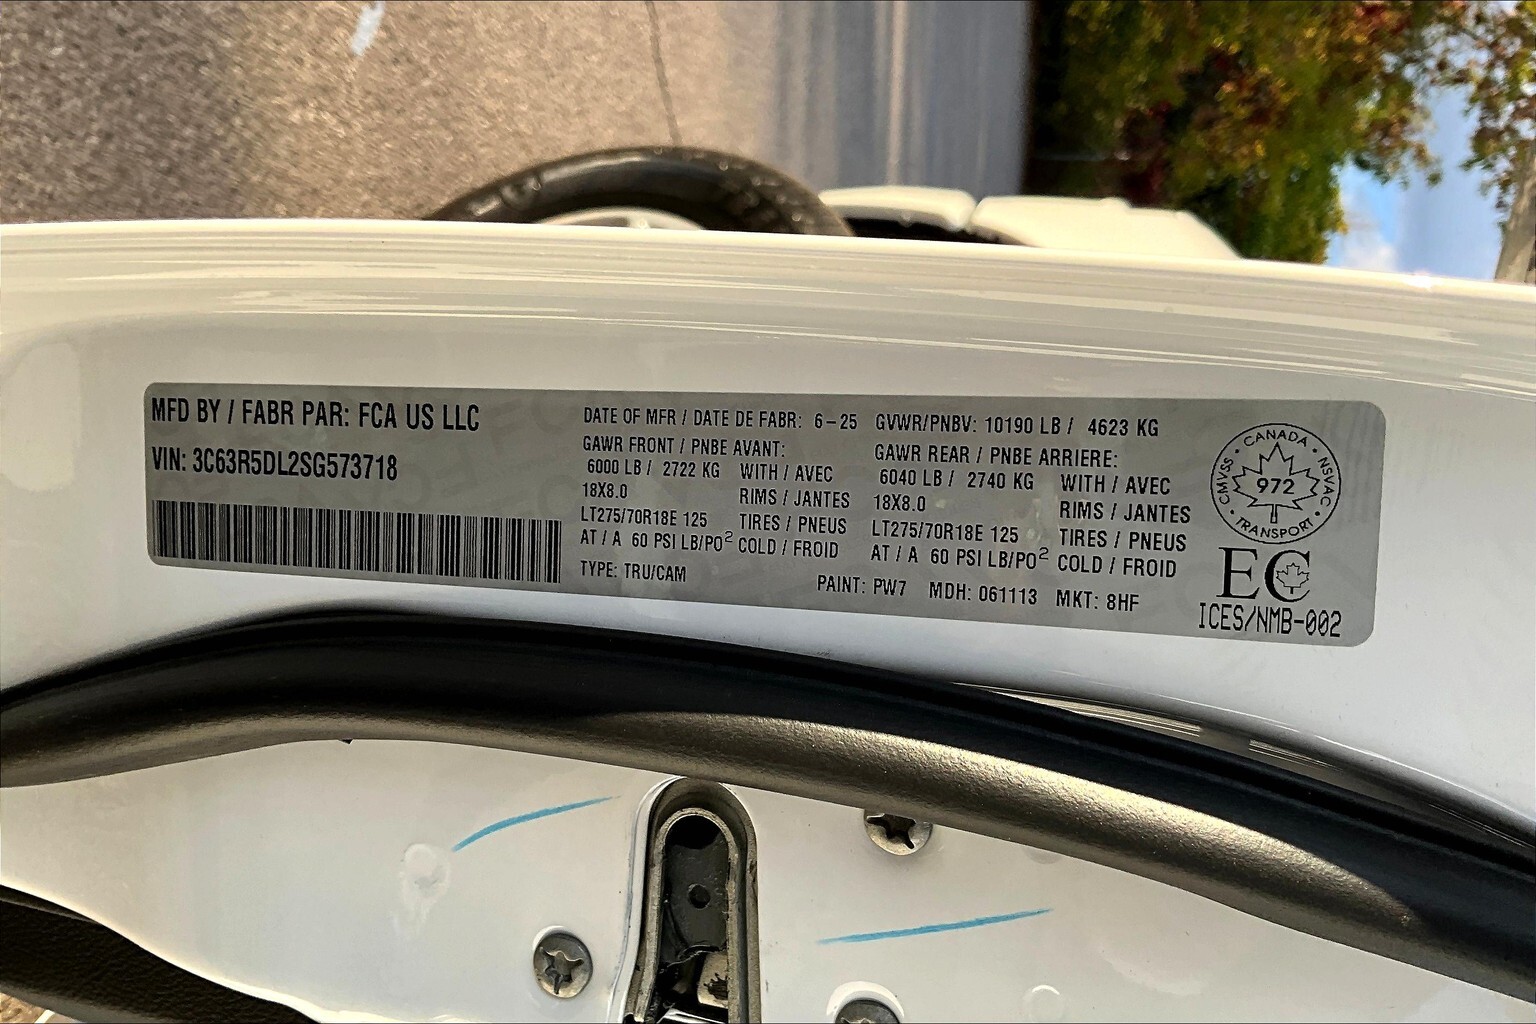 MFD BY / FABR PAR: FCA US LLC
VIN: 3C63R5DL2SG573718
DATE OF MFR / DATE DE FABR: 6-25
GAWR FRONT / PNBE AVANT:
6000 LB / 2722 KG WITH / AVEC
18X8.0 RIMS / JANTES
LT275/70R18E 125 TIRES / PNEUS
AT / A 60 PSI LB/PO² COLD / FROID
TYPE: TRU/CAM
GVWR/PNBV: 10190 LB / 4623 KG
GAWR REAR / PNBE ARRIERE:
6040 LB / 2740 KG WITH / AVEC
18X8.0 RIMS / JANTES
LT275/70R18E 125 TIRES / PNEUS
AT / A 60 PSI LB/PO² COLD / FROID
PAINT: PW7 MDH: 061113 MKT: 8HF
CANADA
CMVSS • NSVAC
972
TRANSPORT
EC
ICES/NMB-002